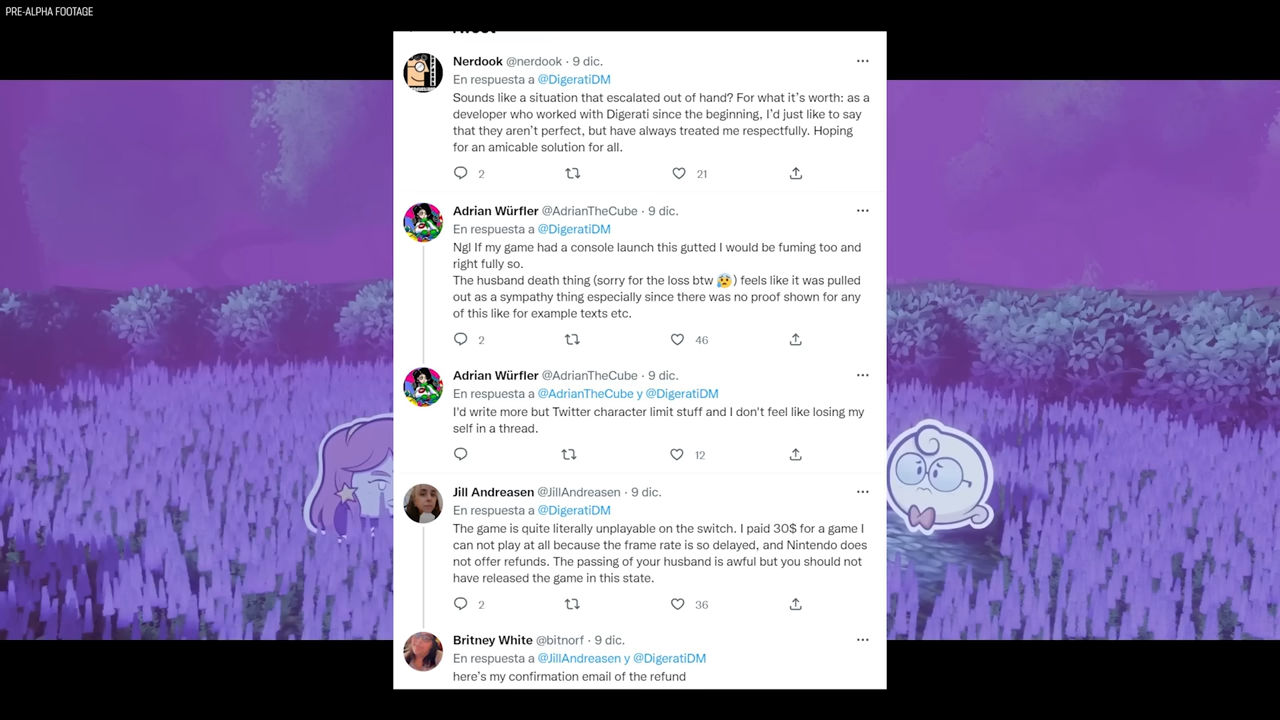 PRE-ALPHA FOOTAGE
Nerdook @nerdook · 9 dic.
En respuesta a @DigeratiDM
Sounds like a situation that escalated out of hand? For what it's worth: as a
developer who worked with Digerati since the beginning, I'd just like to say
that they aren't perfect, but have always treated me respectfully. Hoping
for an amicable solution for all.
2 21
Adrian Würfler @AdrianTheCube · 9 dic.
En respuesta a @DigeratiDM
Ngl If my game had a console launch this gutted I would be fuming too and
right fully so.
The husband death thing (sorry for the loss btw 😰) feels like it was pulled
out as a sympathy thing especially since there was no proof shown for any
of this like for example texts etc.
2 46
Adrian Würfler @AdrianTheCube · 9 dic.
En respuesta a @AdrianTheCube y @DigeratiDM
I'd write more but Twitter character limit stuff and I don't feel like losing my
self in a thread.
12
Jill Andreasen @JillAndreasen · 9 dic.
En respuesta a @DigeratiDM
The game is quite literally unplayable on the switch. I paid 30$ for a game I
can not play at all because the frame rate is so delayed, and Nintendo does
not offer refunds. The passing of your husband is awful but you should not
have released the game in this state.
2 36
Britney White @bitnorf · 9 dic.
En respuesta a @JillAndreasen y @DigeratiDM
here's my confirmation email of the refund